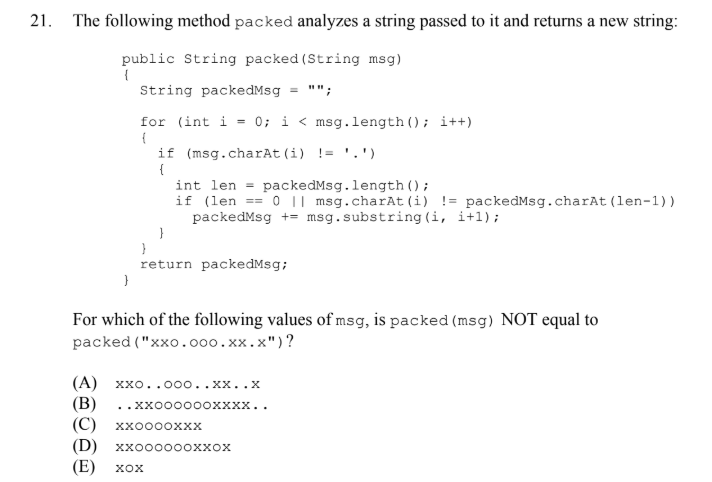 21. The following method packed analyzes a string passed to it and returns a new string:
public String packed(String msg)
{
String packedMsg = "";
for (int i = 0; i < msg.length(); i++)
{
if (msg.charAt(i) != '.')
{
int len = packedMsg.length();
if (len == 0 || msg.charAt(i) != packedMsg.charAt(len-1))
packedMsg += msg.substring(i, i+1);
}
}
return packedMsg;
}
For which of the following values of msg, is packed(msg) NOT equal to
packed("xxo.ooo.xx.x")?
(A) xxo..ooo..xx..x
(B) ..xxooooooxxxx..
(C) xxooooxxx
(D) xxooooooxxox
(E) xox